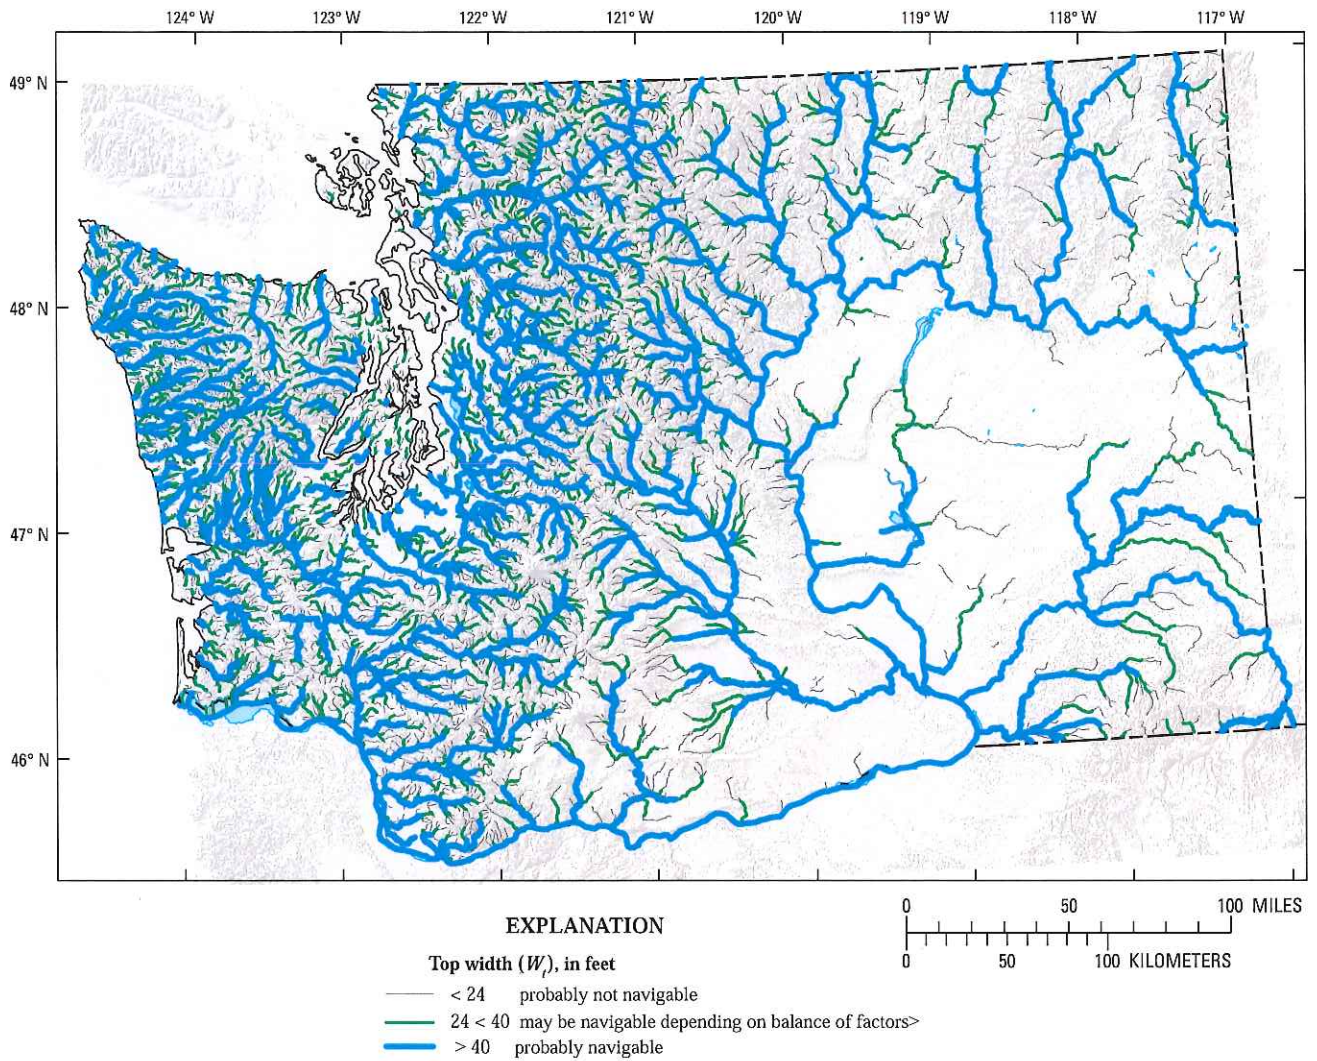 124° W 123° W 122° W 121° W 120° W 119° W 118° W 117° W
49° N
48° N
47° N
46° N
EXPLANATION
Top width (Wt), in feet
< 24 probably not navigable
24 < 40 may be navigable depending on balance of factors>
> 40 probably navigable
0 50 100 MILES
0 50 100 KILOMETERS